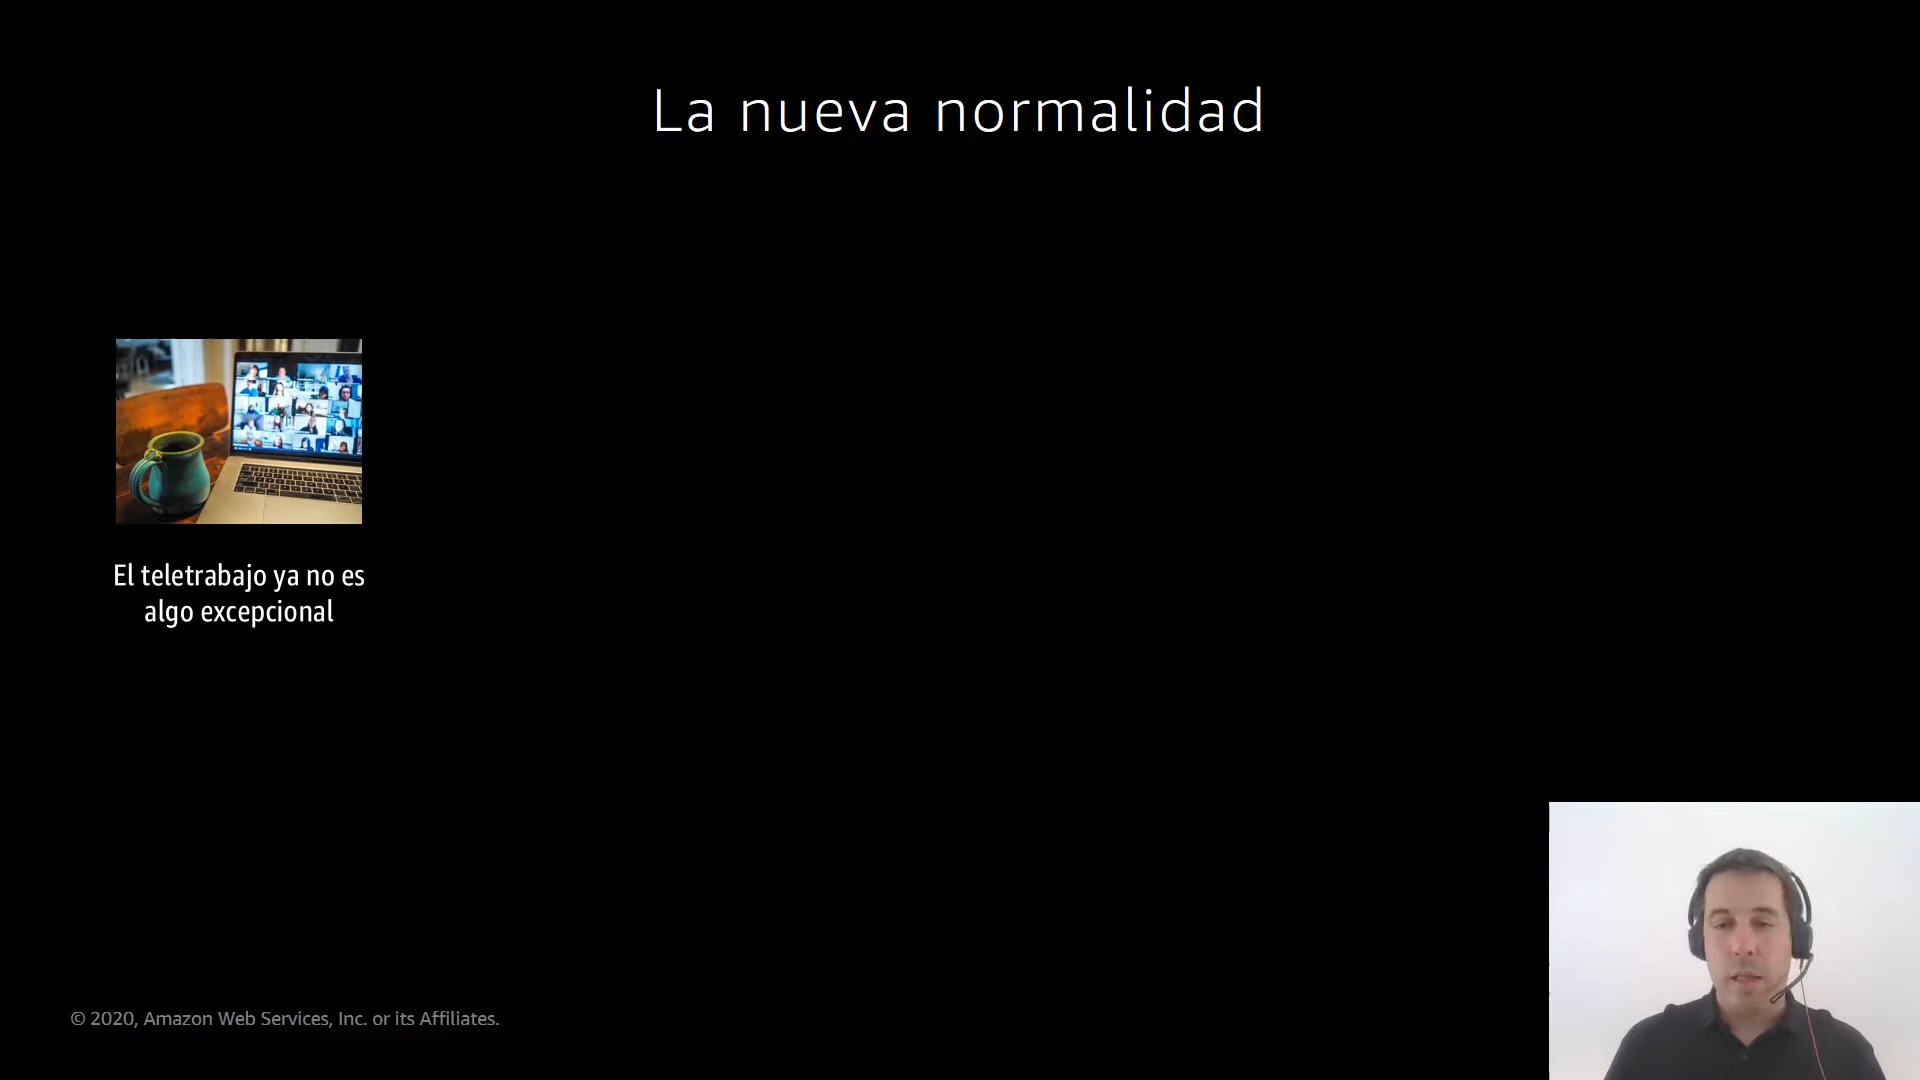 La nueva normalidad
El teletrabajo ya no es
algo excepcional
© 2020, Amazon Web Services, Inc. or its Affiliates.